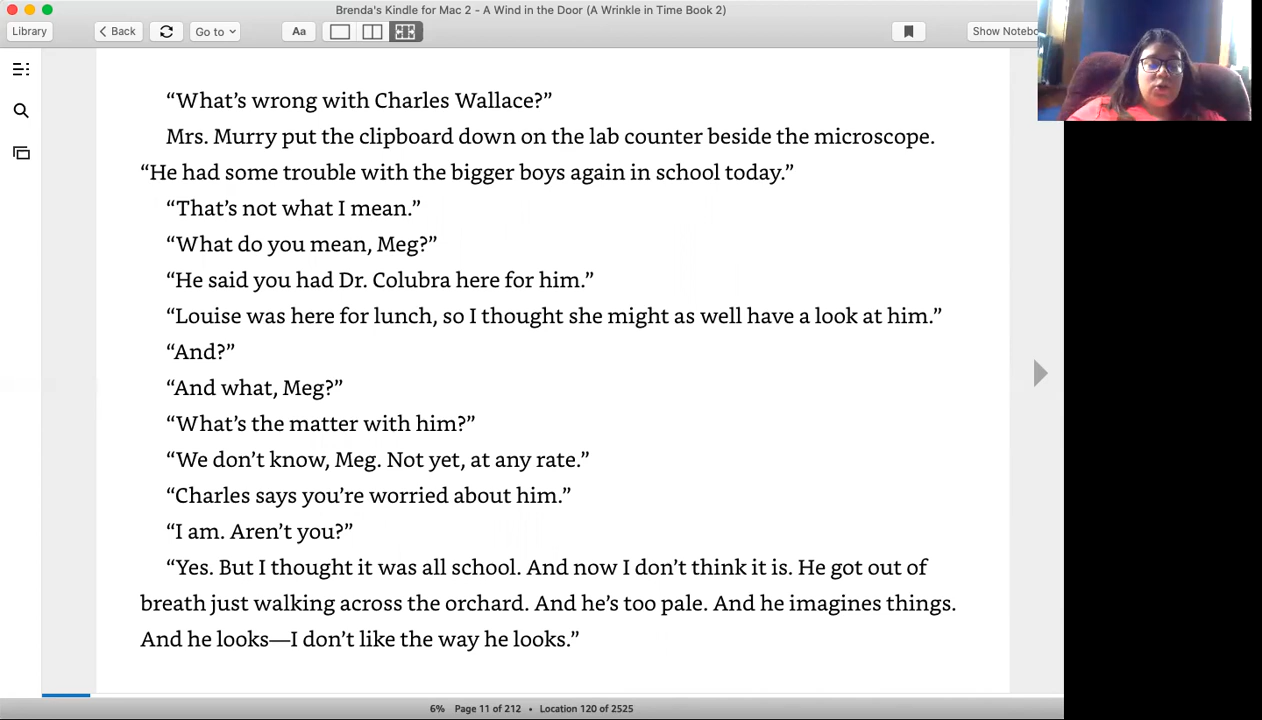 Brenda's Kindle for Mac 2 - A Wind in the Door (A Wrinkle in Time Book 2)
Library
Back
Go to
Aa
Show Notebo
“What’s wrong with Charles Wallace?”
Mrs. Murry put the clipboard down on the lab counter beside the microscope.
“He had some trouble with the bigger boys again in school today.”
“That’s not what I mean.”
“What do you mean, Meg?”
“He said you had Dr. Colubra here for him.”
“Louise was here for lunch, so I thought she might as well have a look at him.”
“And?”
“And what, Meg?”
“What’s the matter with him?”
“We don’t know, Meg. Not yet, at any rate.”
“Charles says you’re worried about him.”
“I am. Aren’t you?”
“Yes. But I thought it was all school. And now I don’t think it is. He got out of
breath just walking across the orchard. And he’s too pale. And he imagines things.
And he looks—I don’t like the way he looks.”
6% Page 11 of 212 • Location 120 of 2525